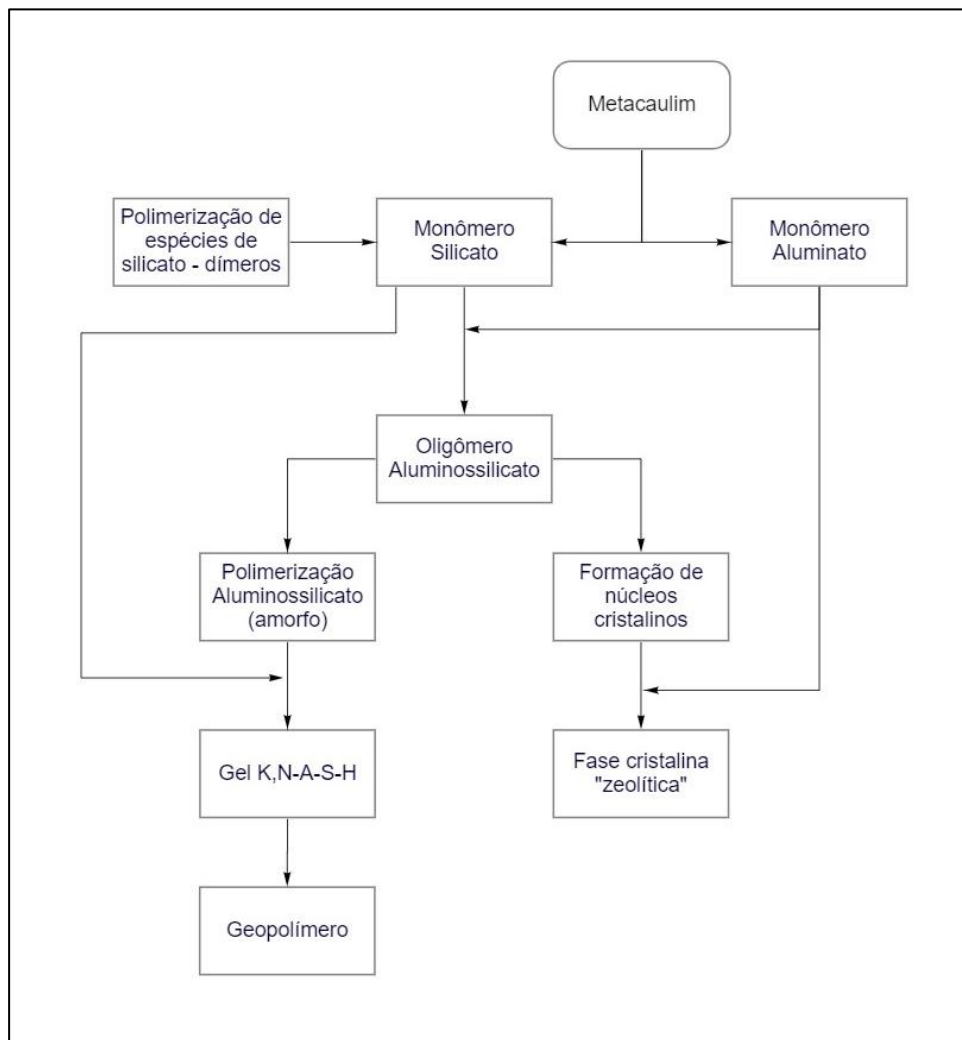 Metacaulim
Polimerização de
espécies de
silicato - dímeros
Monômero
Silicato
Monômero
Aluminato
Oligômero
Aluminossilicato
Polimerização
Aluminossilicato
(amorfo)
Formação de
núcleos
cristalinos
Gel K,N-A-S-H
Fase cristalina
"zeolítica"
Geopolímero